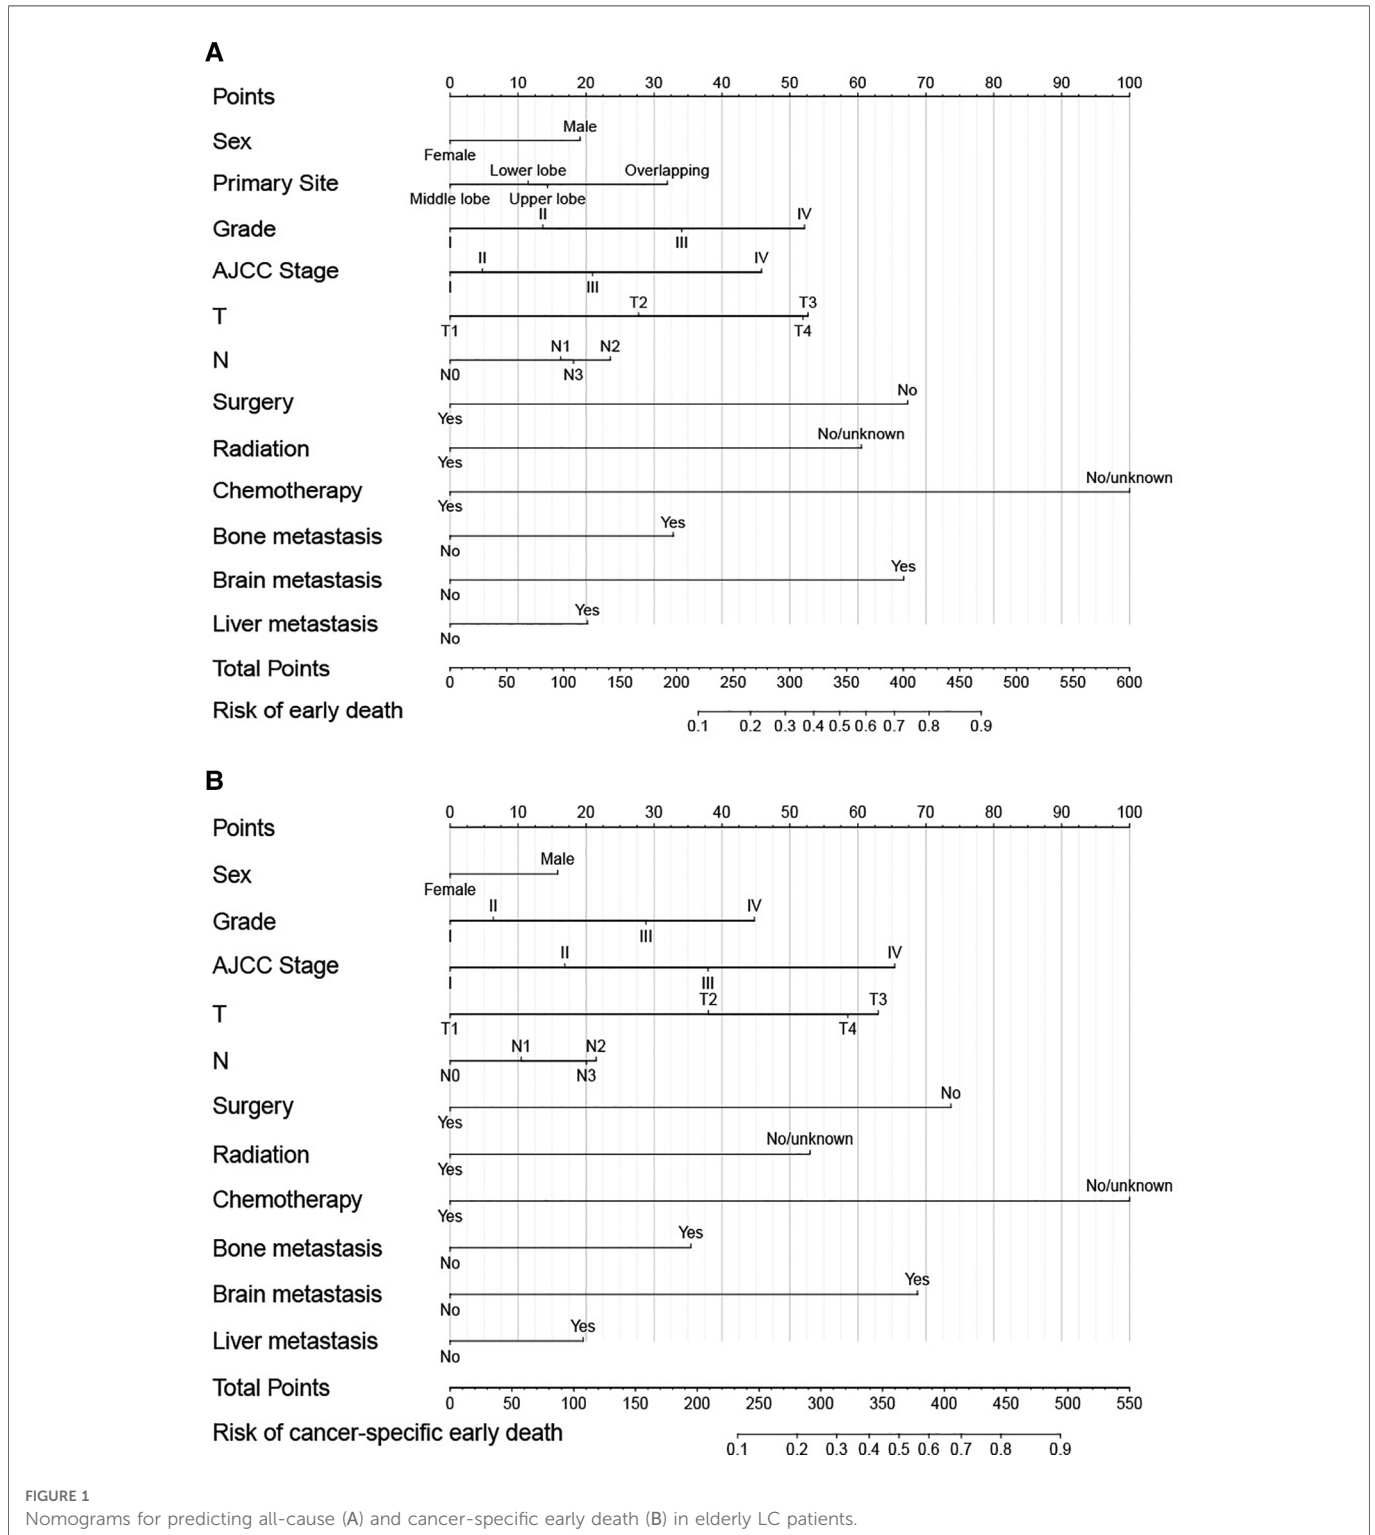 A
0 10 20 30 40 50 60 70 80 90 100
Points
Male
Sex
Female
Lower lobe Overlapping
Primary Site
Middle lobe Upper lobe
II IV
Grade
I III
II IV
AJCC Stage
I III
T2 T3
T
T1 T4
N1 N2
N
N0 N3
No
Surgery
Yes
No/unknown
Radiation
Yes
No/unknown
Chemotherapy
Yes
Yes
Bone metastasis
No
Yes
Brain metastasis
No
Yes
Liver metastasis
No
Total Points
0 50 100 150 200 250 300 350 400 450 500 550 600
Risk of early death
0.1 0.2 0.3 0.4 0.5 0.6 0.7 0.8 0.9
B
0 10 20 30 40 50 60 70 80 90 100
Points
Male
Sex
Female
II IV
Grade
I III
II IV
AJCC Stage
I III
T2 T3
T
T1 T4
N1 N2
N
N0 N3
No
Surgery
Yes
No/unknown
Radiation
Yes
No/unknown
Chemotherapy
Yes
Yes
Bone metastasis
No
Yes
Brain metastasis
No
Yes
Liver metastasis
No
Total Points
0 50 100 150 200 250 300 350 400 450 500 550
Risk of cancer-specific early death
0.1 0.2 0.3 0.4 0.5 0.6 0.7 0.8 0.9
FIGURE 1
Nomograms for predicting all-cause (A) and cancer-specific early death (B) in elderly LC patients.